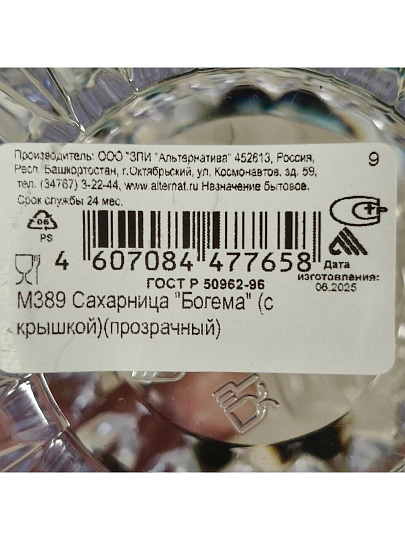 Производитель: ООО "ЗПИ "Альтернатива" 452613, Россия,
Респ. Башкортостан, г.Октябрьский, ул. Космонавтов, зд. 59,
тел. (34767) 3-22-44, www.alternat.ru Назначение бытовое.
Срок службы 24 мес.
9
06
PS
4 607084 477658
Дата
изготовления:
06.2025
ГОСТ Р 50962-96
М389 Сахарница "Богема" (с
крышкой)(прозрачный)